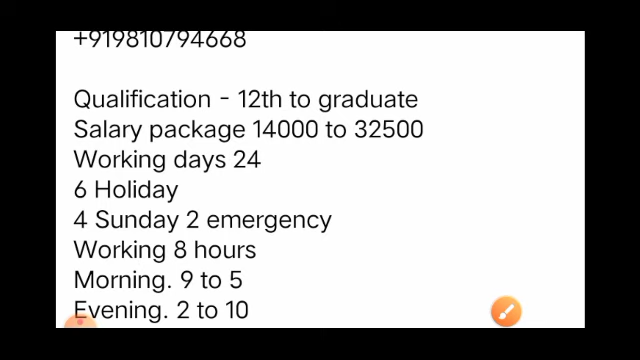 +919810794668
Qualification - 12th to graduate
Salary package 14000 to 32500
Working days 24
6 Holiday
4 Sunday 2 emergency
Working 8 hours
Morning. 9 to 5
Evening. 2 to 10